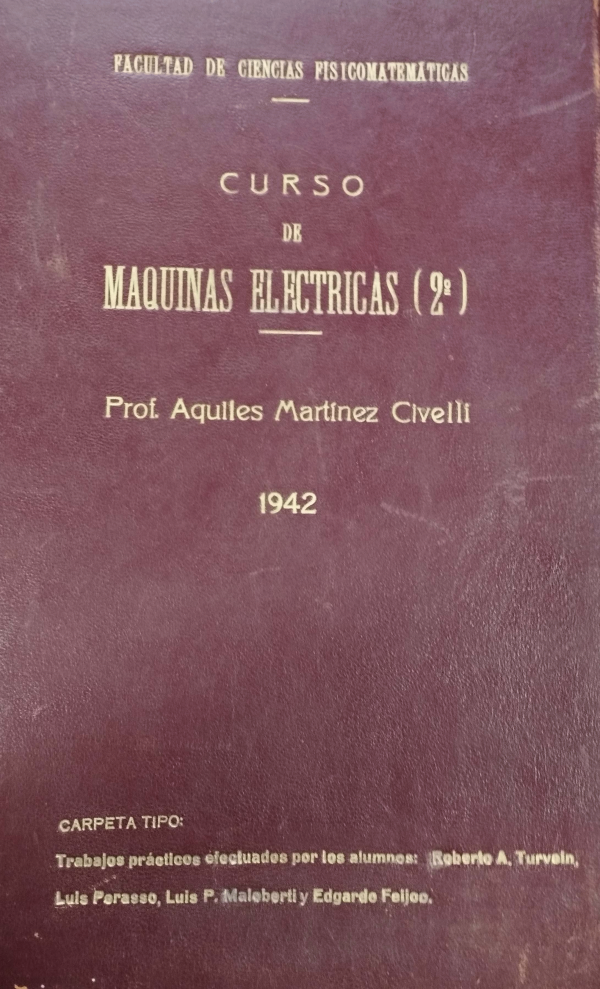 FACULTAD DE CIENCIAS FISICOMATEMÁTICAS
CURSO
DE
MAQUINAS ELECTRICAS (2º)
Prof. Aquiles Martínez Civelli
1942
CARPETA TIPO:
Trabajos prácticos efectuados por los alumnos: Roberto A. Turvein,
Luis Perasso, Luis P. Maloberti y Edgardo Feijoo.